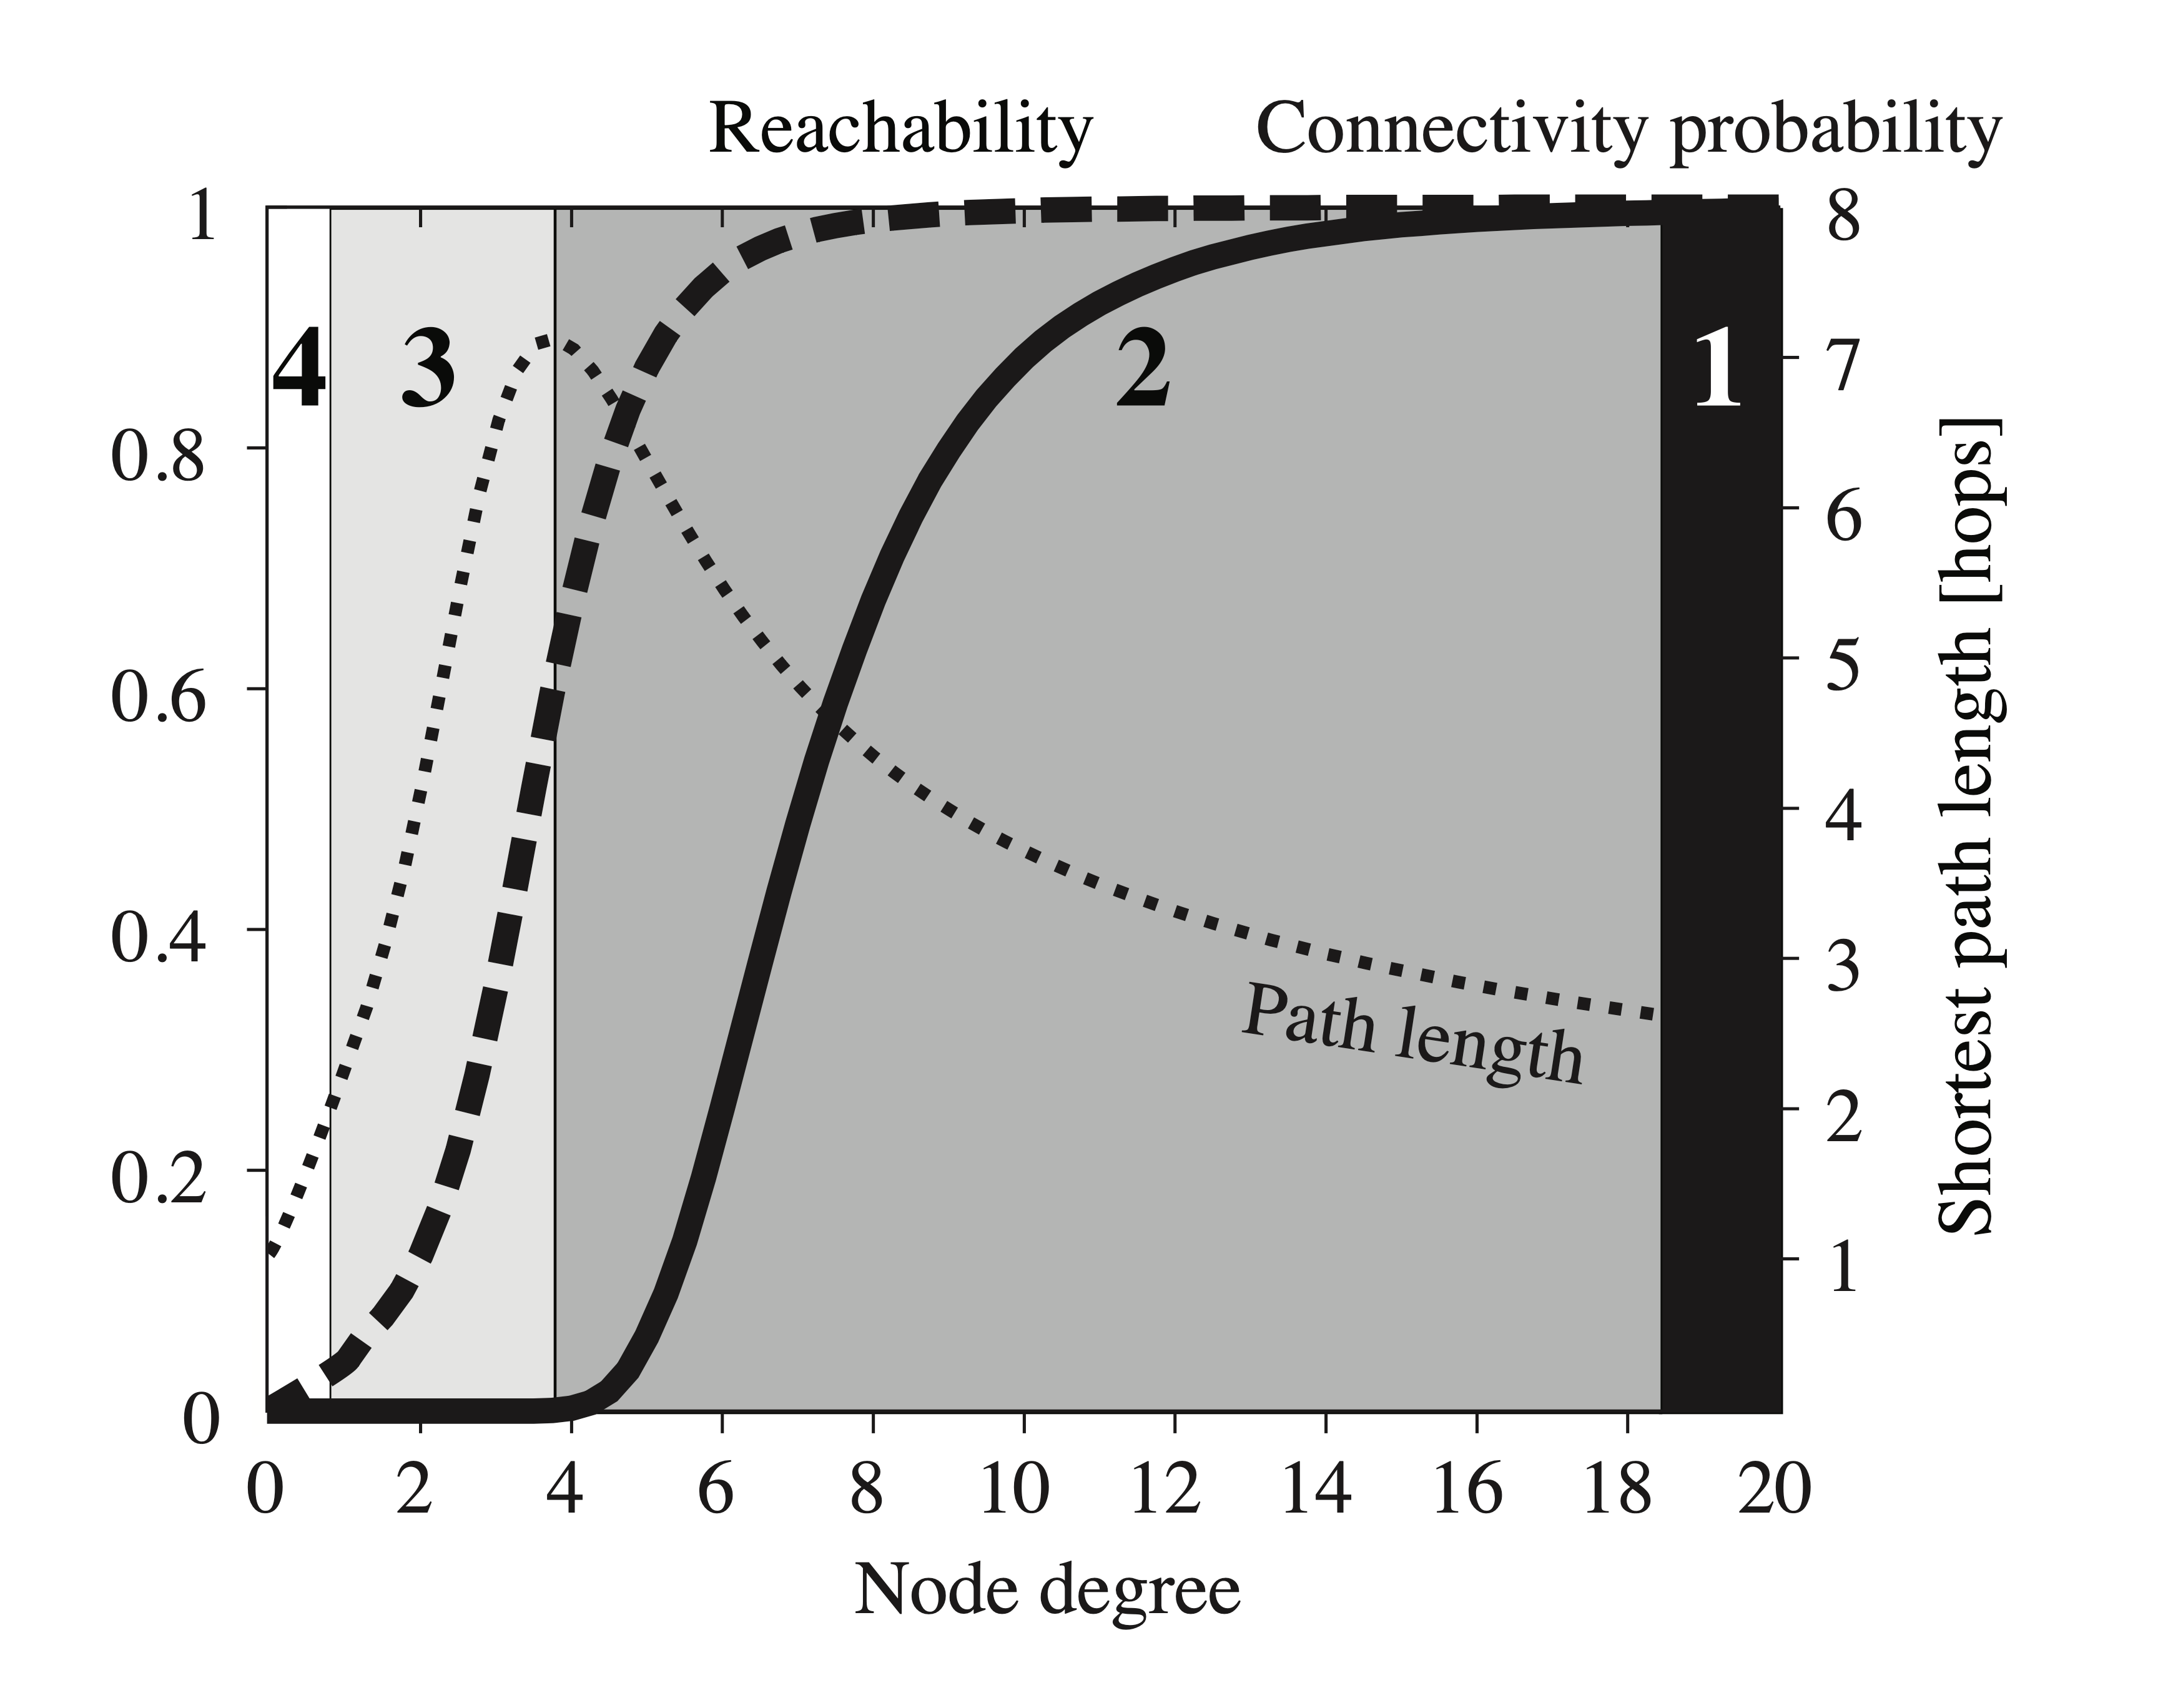 Reachability Connectivity probability
1 8
4 3 2 1 7
0.8
6
0.6 5
4
0.4
3
Path length
0.2 2
1
0
Shortest path length [hops]
0 2 4 6 8 10 12 14 16 18 20
Node degree